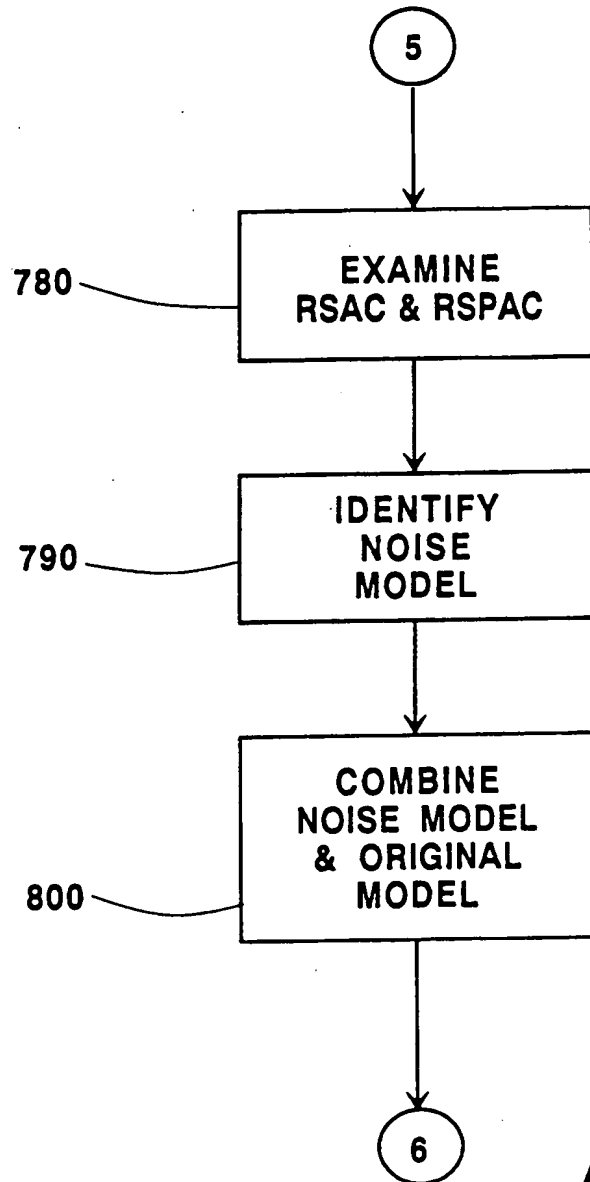 5
780
EXAMINE
RSAC & RSPAC
790
IDENTIFY
NOISE
MODEL
800
COMBINE
NOISE MODEL
& ORIGINAL
MODEL
6